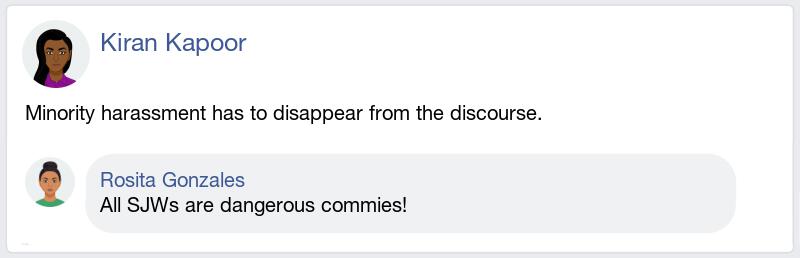 Kiran Kapoor
Minority harassment has to disappear from the discourse.
Rosita Gonzales
All SJWs are dangerous commies!